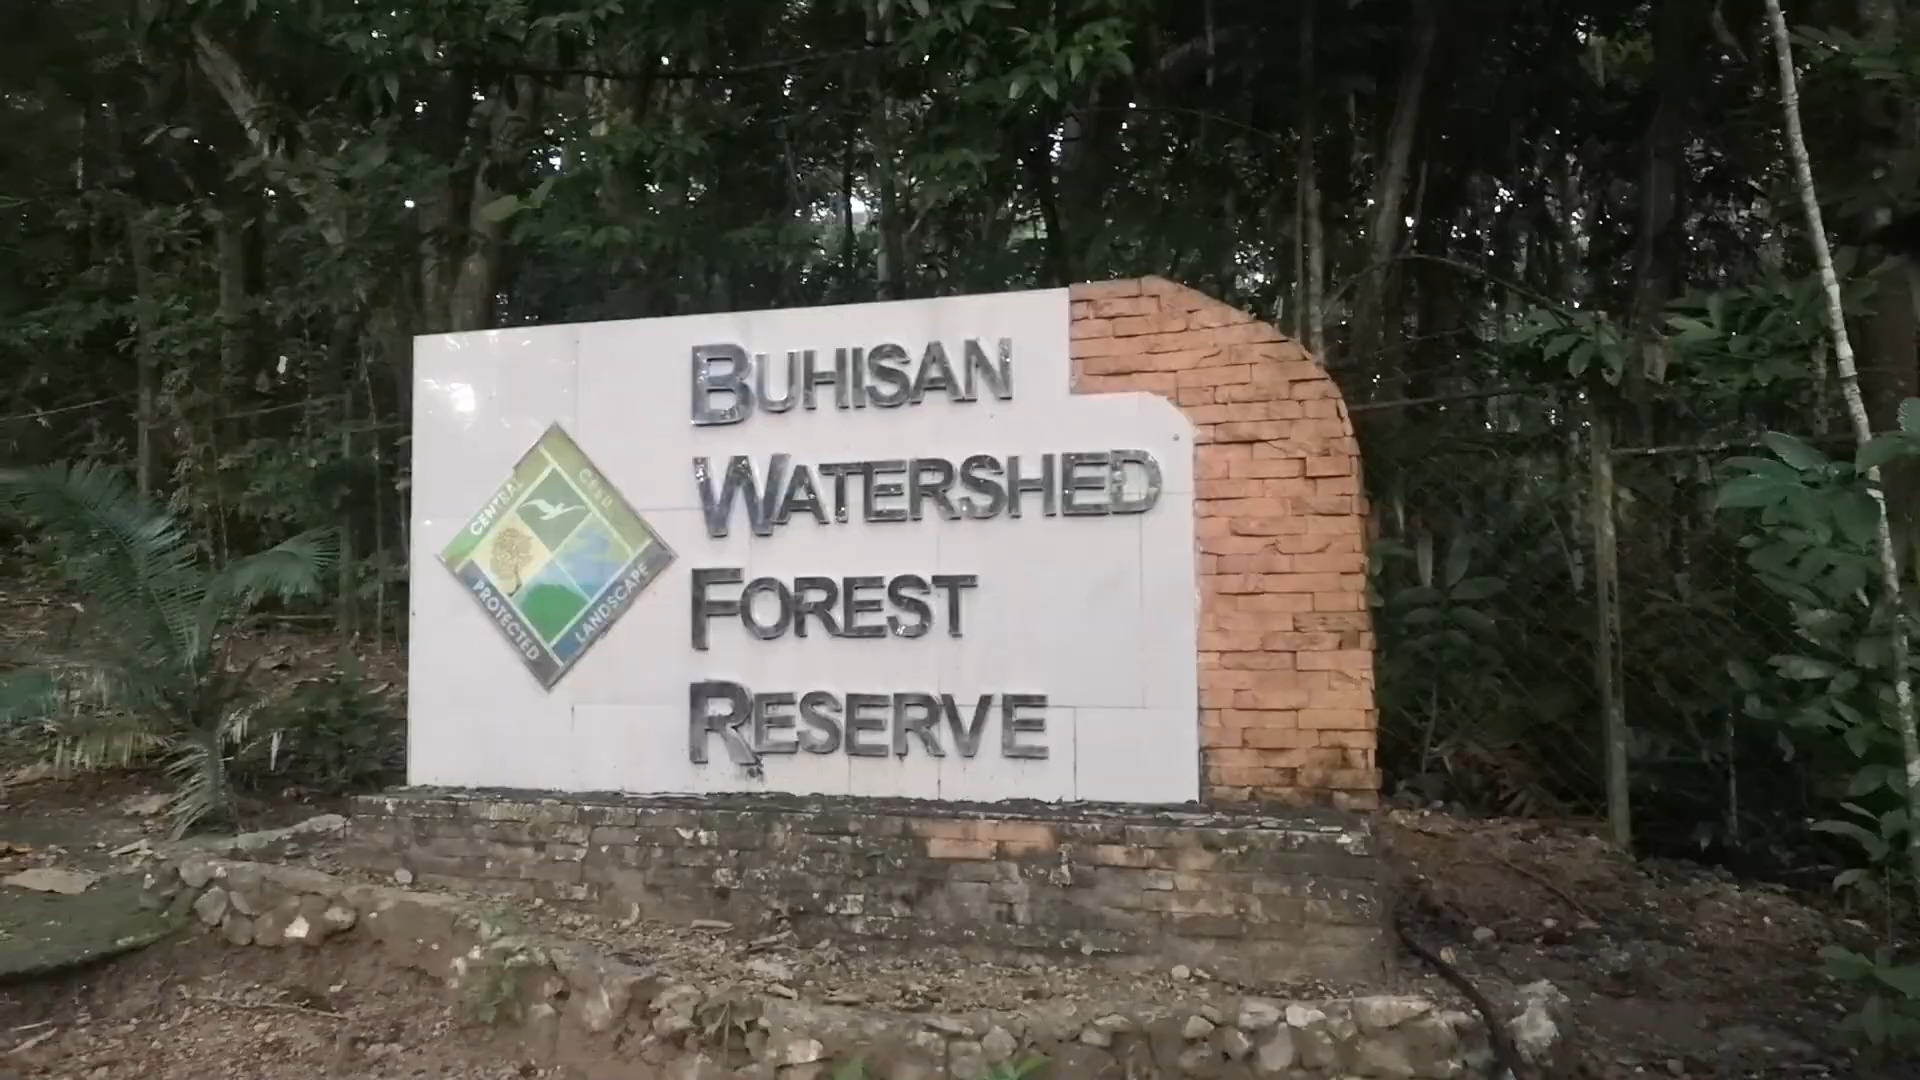 BUHISAN
WATERSHED
FOREST
RESERVE
CENTRAL
CEBU
PROTECTED
LANDSCAPE